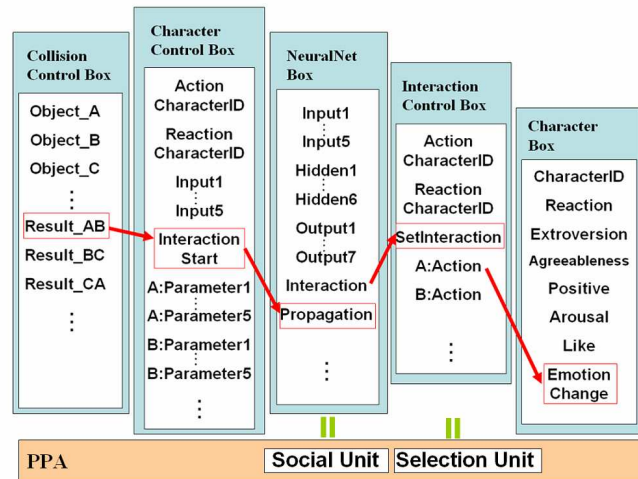 Collision
Control Box
Object_A
Object_B
Object_C
Result_AB
Result_BC
Result_CA
Character
Control Box
Action
CharacterID
Reaction
CharacterID
Input1
Input5
Interaction
Start
A:Parameter1
A:Parameter5
B:Parameter1
B:Parameter5
NeuralNet
Box
Input1
Input5
Hidden1
Hidden6
Output1
Output7
Interaction
Propagation
Interaction
Control Box
Action
CharacterID
Reaction
CharacterID
SetInteraction
A:Action
B:Action
Character
Box
CharacterID
Reaction
Extroversion
Agreeableness
Positive
Arousal
Like
Emotion
Change
PPA
Social Unit
Selection Unit